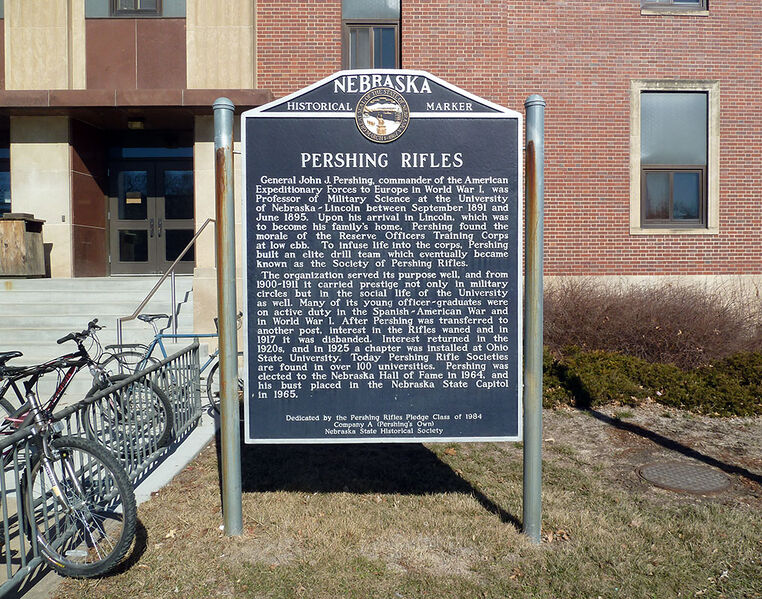 NEBRASKA
HISTORICAL MARKER
PERSHING RIFLES
General John J. Pershing, commander of the American
Expeditionary Forces to Europe in World War I, was
Professor of Military Science at the University
of Nebraska-Lincoln between September 1891 and
June 1895. Upon his arrival in Lincoln, which was
to become his family's home, Pershing found the
morale of the Reserve Officers Training Corps
at low ebb. To infuse life into the corps, Pershing
built an elite drill team which eventually became
known as the Society of Pershing Rifles.
The organization served its purpose well, and from
1900-1911 it carried prestige not only in military
circles but in the social life of the University
as well. Many of its young officer-graduates were
on active duty in the Spanish-American War and
in World War I. After Pershing was transferred to
another post, interest in the Rifles waned and in
1917 it was disbanded. Interest returned in the
1920s, and in 1925 a chapter was installed at Ohio
State University. Today Pershing Rifle Societies
are found in over 100 universities. Pershing was
elected to the Nebraska Hall of Fame in 1964, and
his bust placed in the Nebraska State Capitol
in 1965.
Dedicated by the Pershing Rifles Pledge Class of 1984
Company A (Pershing's Own)
Nebraska State Historical Society